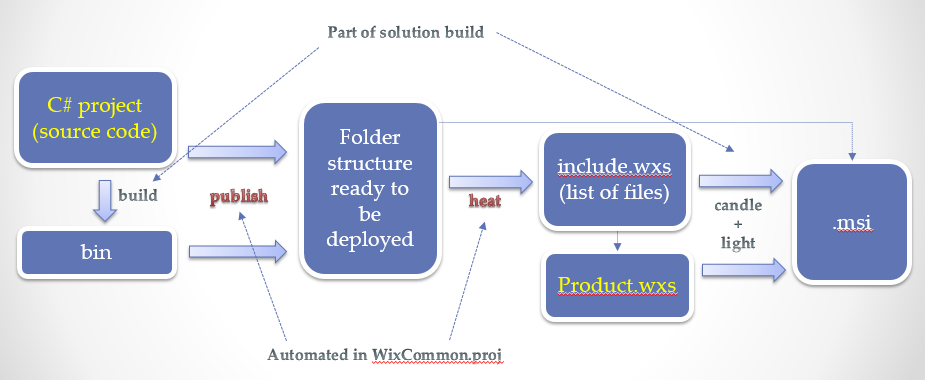 Part of solution build
C# project
(source code)
build
bin
publish
Folder
structure
ready to
be
deployed
heat
include.wxs
(list of files)
Product.wxs
candle
+
light
.msi
Automated in WixCommon.proj